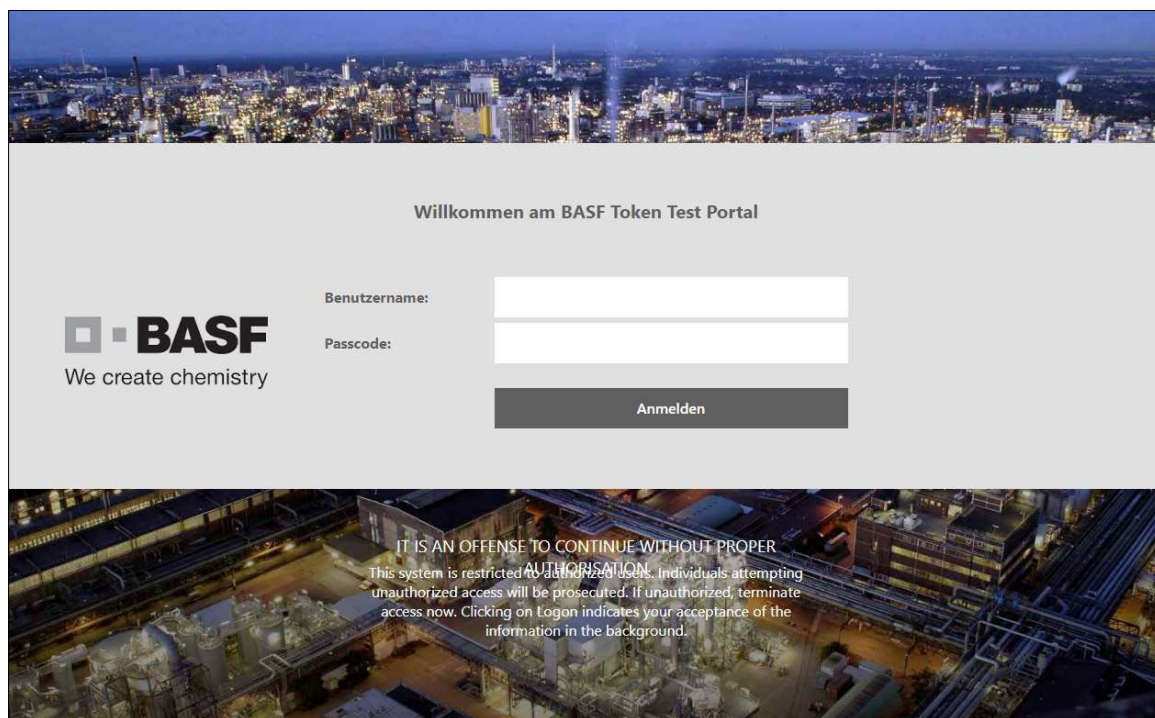 Willkommen am BASF Token Test Portal
Benutzername:
BASF
We create chemistry
Passcode:
Anmelden
IT IS AN OFFENSE TO CONTINUE WITHOUT PROPER
AUTHORISATION
This system is restricted to authorized users. Individuals attempting
unauthorized access will be prosecuted. If unauthorized, terminate
access now. Clicking on Logon indicates your acceptance of the
information in the background.